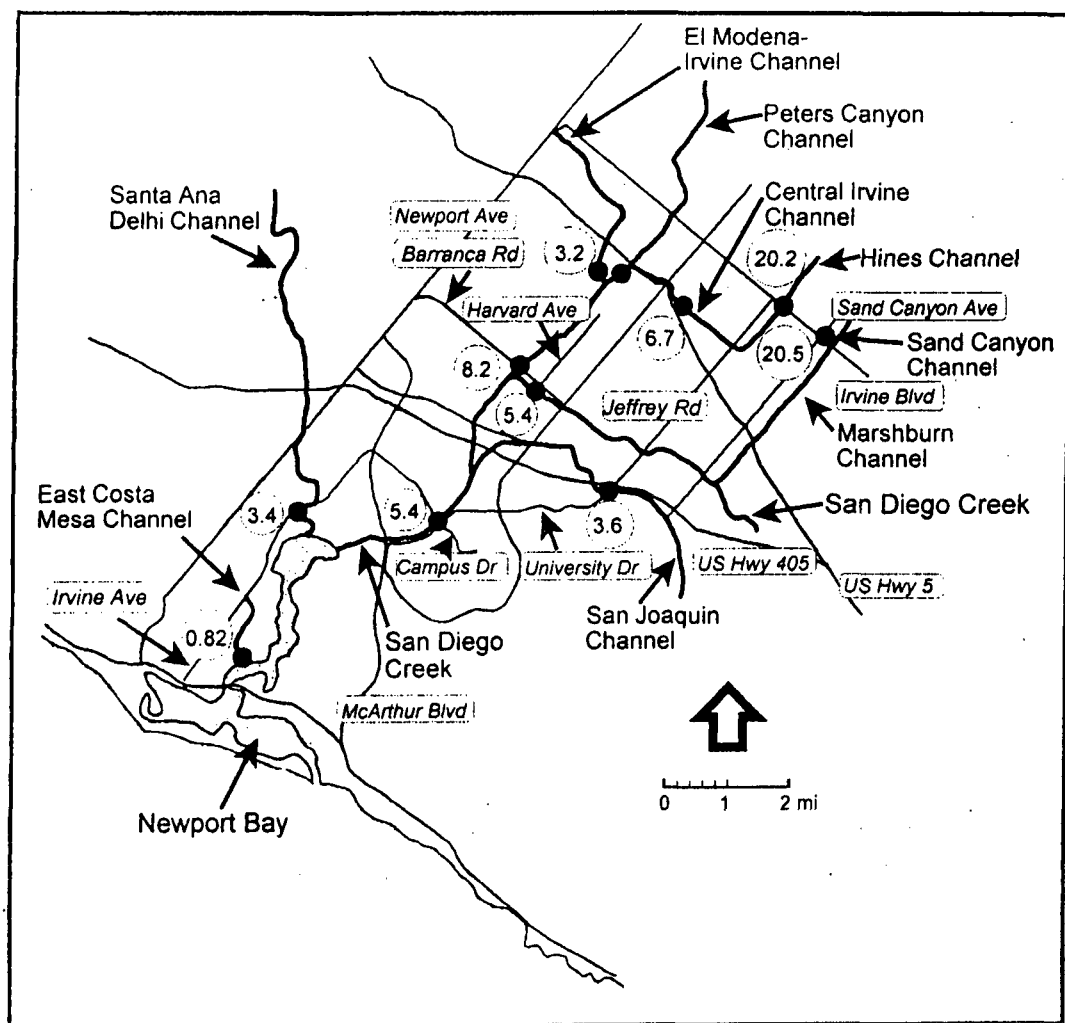 El Modena-
Irvine Channel
Peters Canyon
Channel
Santa Ana
Delhi Channel
Central Irvine
Channel
Newport Ave
Barranca Rd
3.2
20.2
Hines Channel
Harvard Ave
Sand Canyon Ave
6.7
20.5
Sand Canyon
Channel
8.2
5.4
Jeffrey Rd
Irvine Blvd
Marshburn
Channel
East Costa
Mesa Channel
3.4
5.4
3.6
San Diego Creek
Campus Dr
University Dr
US Hwy 405
US Hwy 5
Irvine Ave
0.82
San Diego
Creek
San Joaquin
Channel
McArthur Blvd
0 1 2 mi
Newport Bay